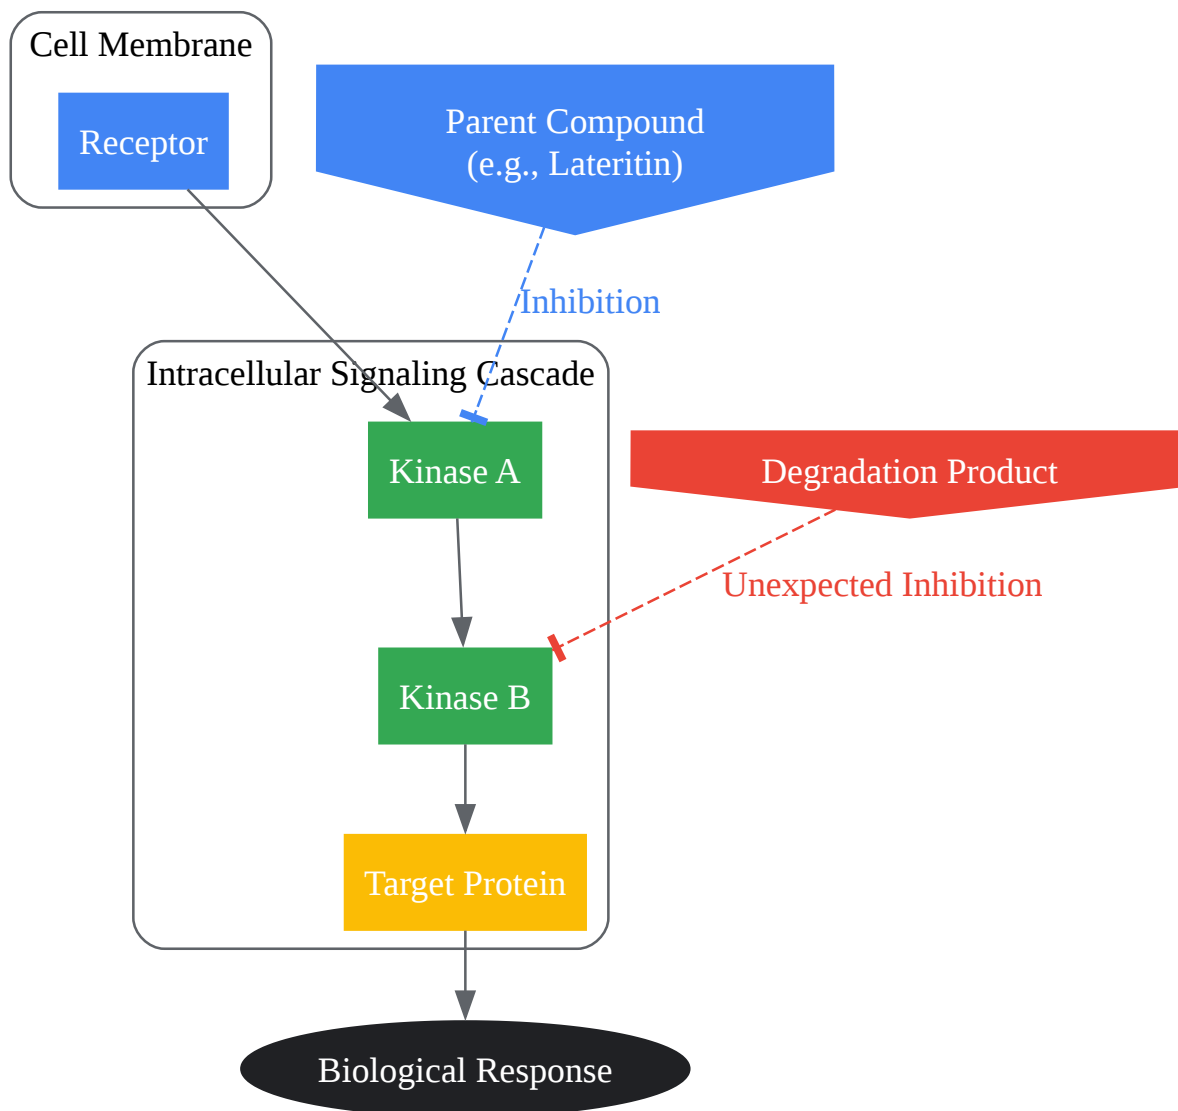 Cell Membrane
Receptor
Parent Compound
(e.g., Lateritin)
Inhibition
Intracellular Signaling Cascade
Kinase A
Degradation Product
Unexpected Inhibition
Kinase B
Target Protein
Biological Response